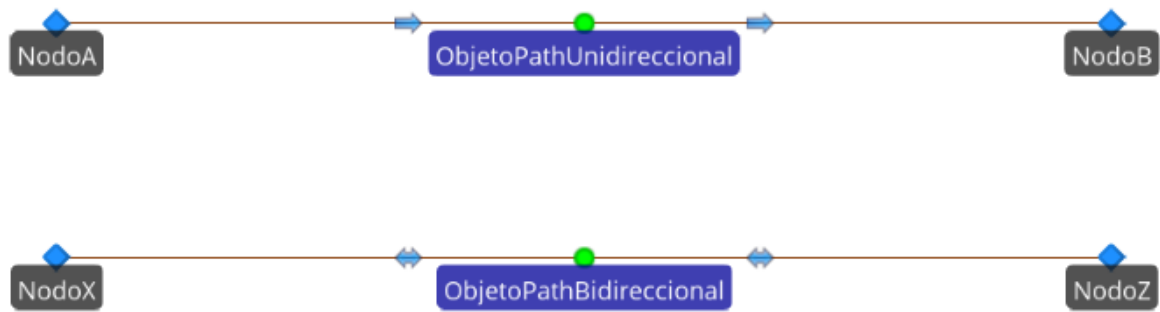 NodoA
ObjetoPathUnidireccional
NodoB
NodoX
ObjetoPathBidireccional
NodoZ